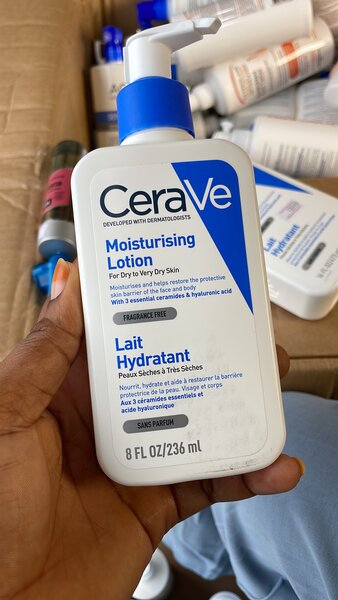 CeraVe
DEVELOPED WITH DERMATOLOGISTS
Moisturising
Lotion
For Dry to Very Dry Skin
Moisturises and helps restore the protective
skin barrier of the face and body
With 3 essential ceramides & hyaluronic acid
FRAGRANCE FREE
Lait
Hydratant
Peaux Sèches à Très Sèches
Nourrit, hydrate et aide à restaurer la barrière
protectrice de la peau. Visage et corps
Aux 3 céramides essentiels et
acide hyaluronique
SANS PARFUM
8 FL OZ/236 ml
Lait
Hydratant